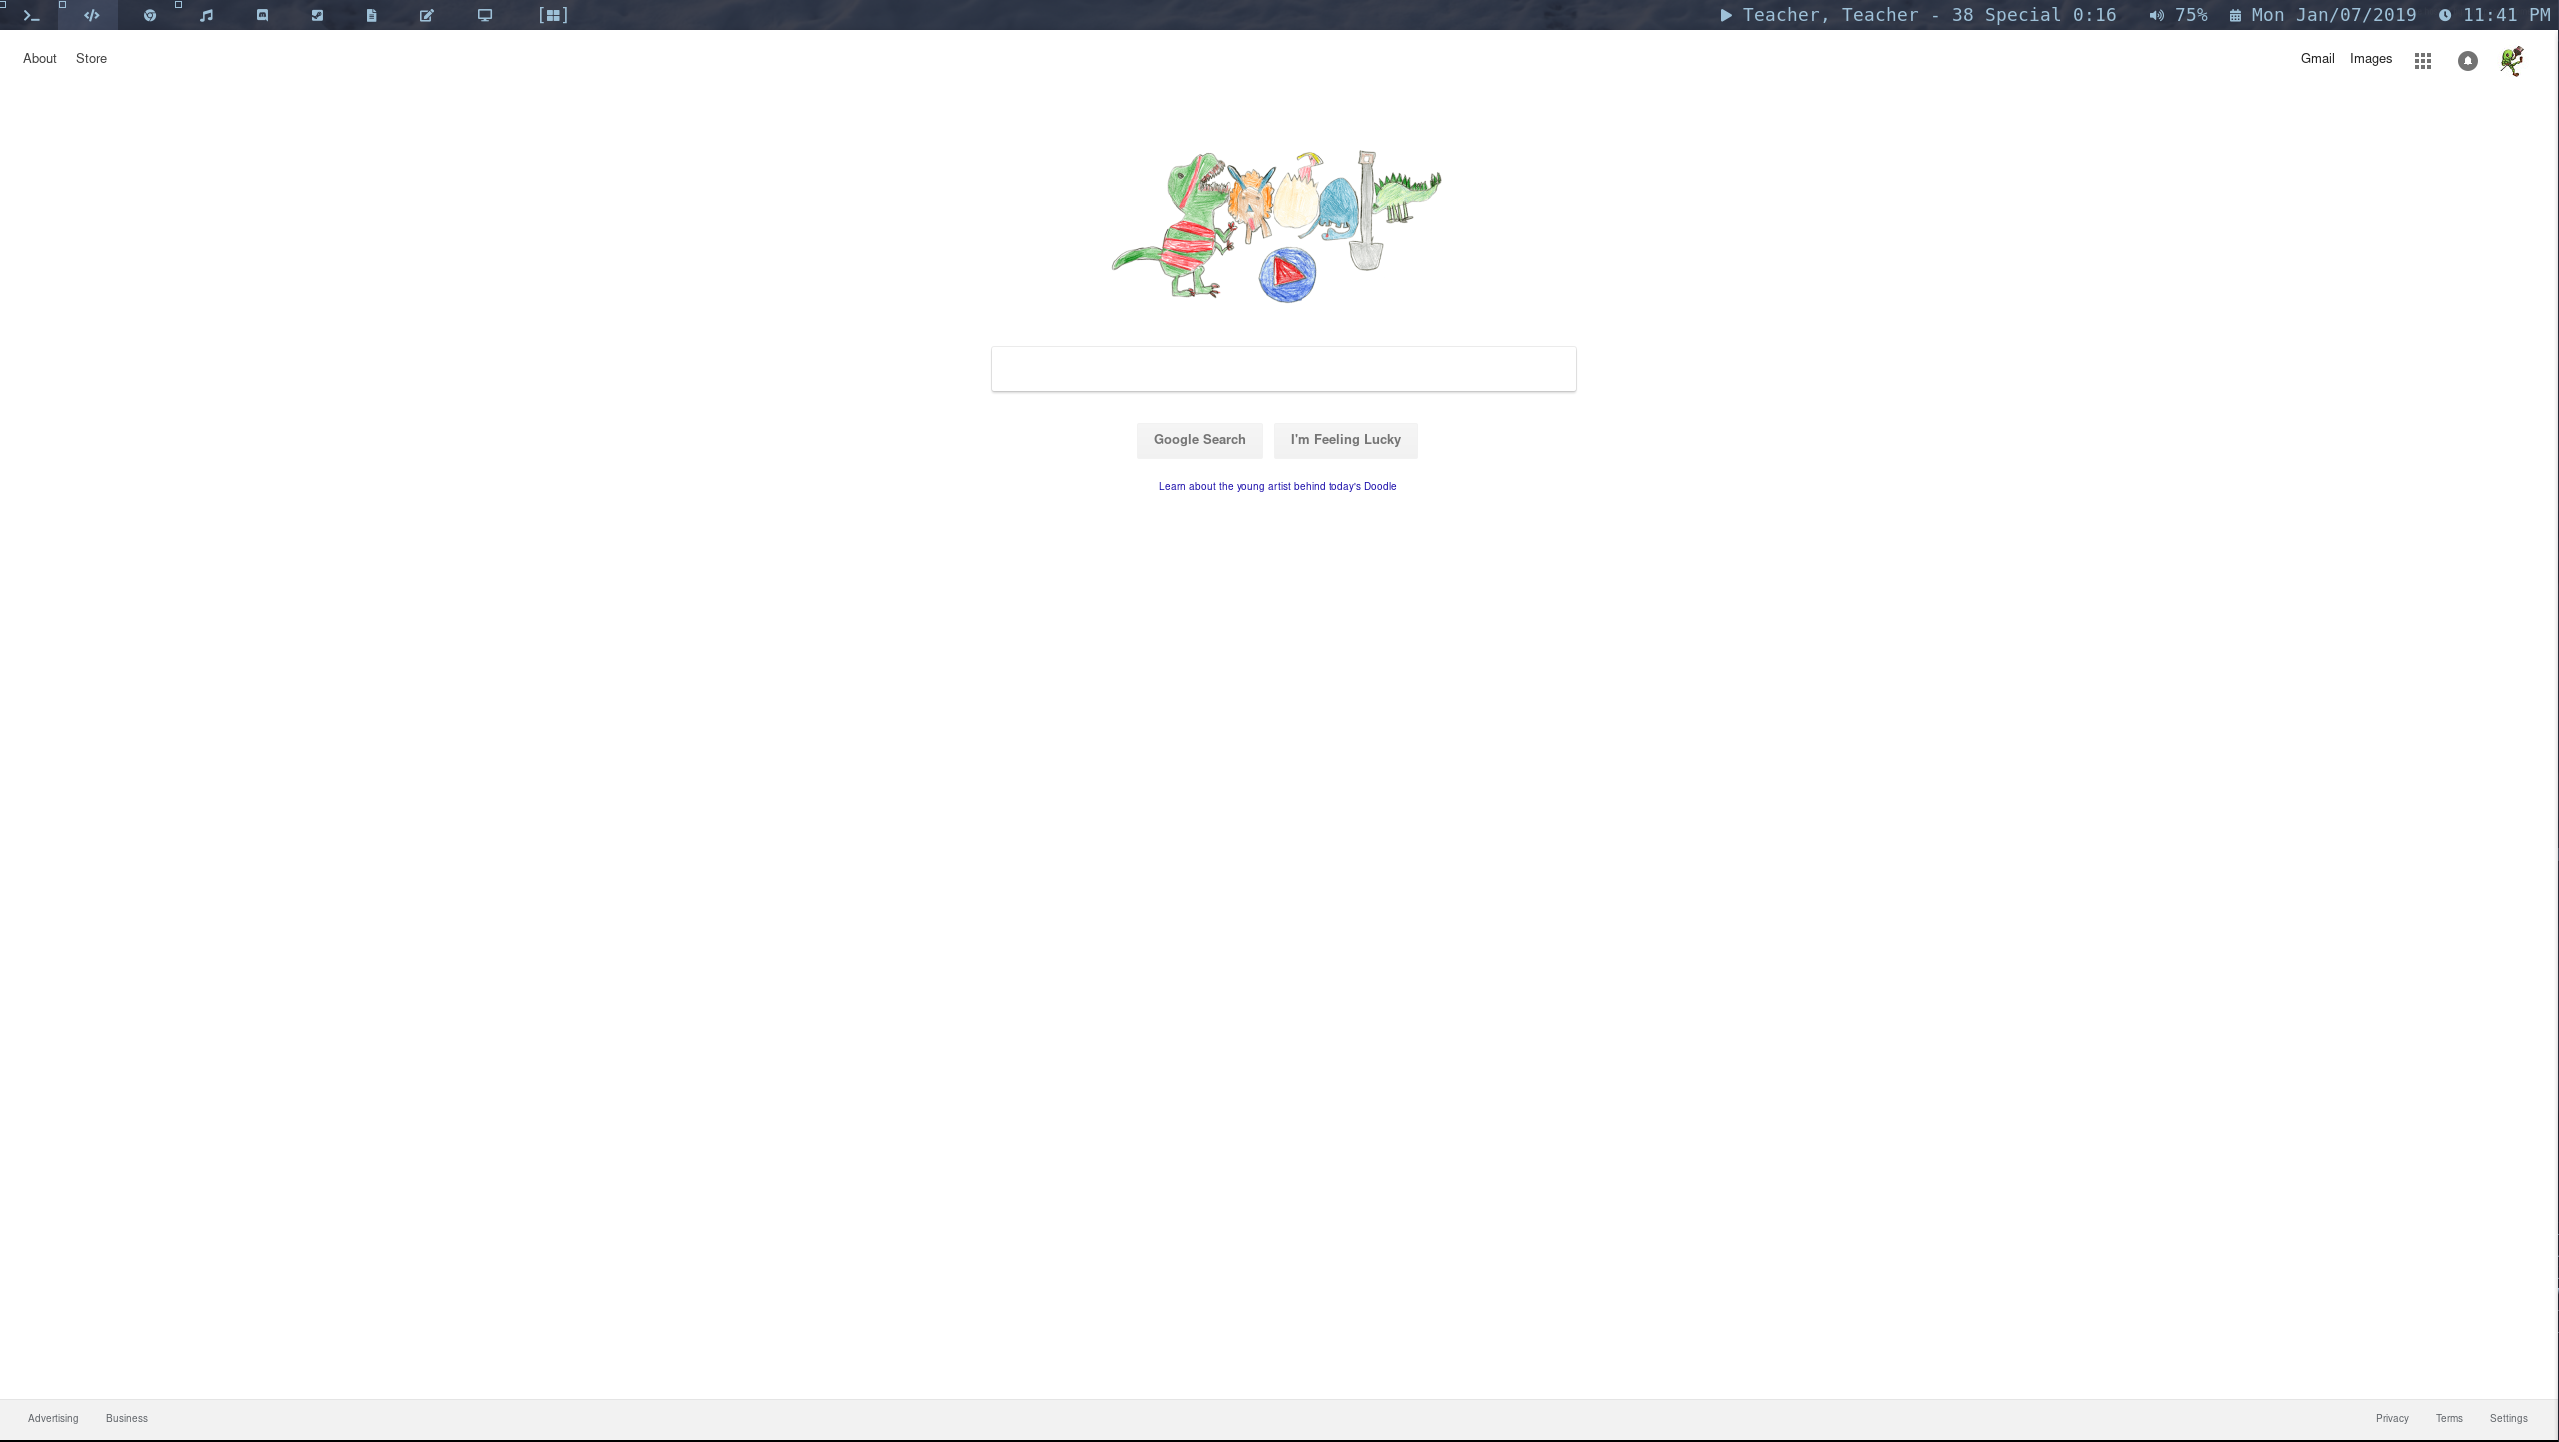 [ ] Teacher, Teacher - 38 Special 0:16 75% Mon Jan/07/2019 11:41 PM
About Store Gmail Images
Google Search I'm Feeling Lucky
Learn about the young artist behind today's Doodle
Advertising Business Privacy Terms Settings